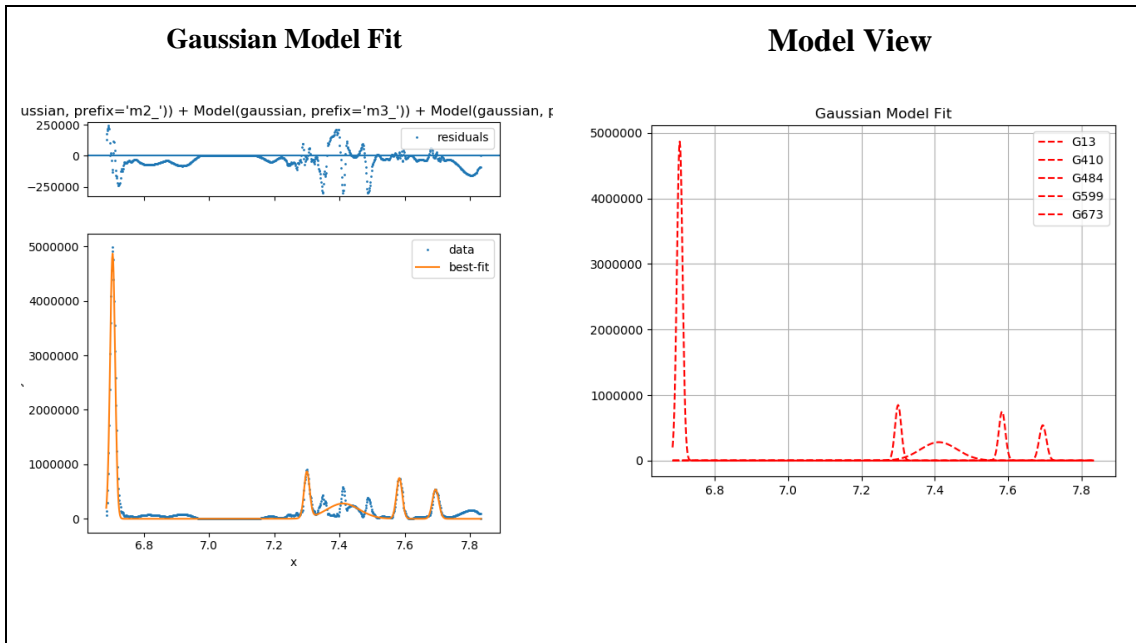 Gaussian Model Fit
Model View
ussian, prefix='m2_')) + Model(gaussian, prefix='m3_')) + Model(gaussian, p
250000
0
−250000
residuals
5000000
4000000
3000000
2000000
1000000
0
data
best-fit
6.8 7.0 7.2 7.4 7.6 7.8
x
Gaussian Model Fit
5000000
4000000
3000000
2000000
1000000
0
G13
G410
G484
G599
G673
6.8 7.0 7.2 7.4 7.6 7.8